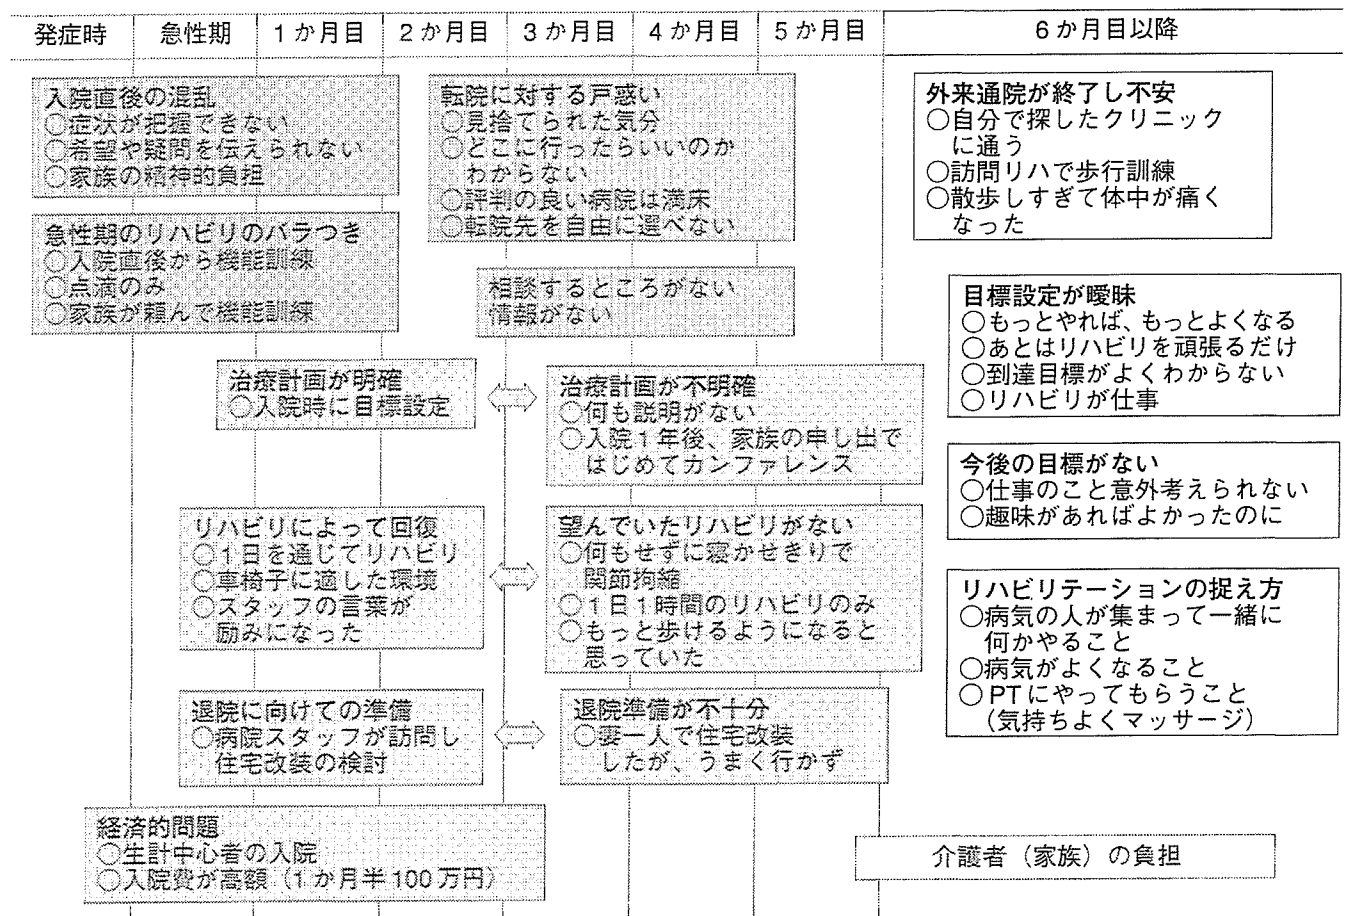 発症時 急性期 1か月目 2か月目 3か月目 4か月目 5か月目 6か月目以降
入院直後の混乱
○症状が把握できない
○希望や疑問を伝えられない
○家族の精神的負担
急性期のリハビリのバラつき
○入院直後から機能訓練
○点滴のみ
○家族が頼んで機能訓練
転院に対する戸惑い
○見捨てられた気分
○どこに行ったらいいのか
わからない
○評判の良い病院は満床
○転院先を自由に選べない
相談するところがない
情報がない
治療計画が明確
○入院時に目標設定
治療計画が不明確
○何も説明がない
○入院1年後、家族の申し出で
はじめてカンファレンス
リハビリによって回復
○1日を通じてリハビリ
○車椅子に適した環境
○スタッフの言葉が
励みになった
望んでいたリハビリがない
○何もせずに寝かせきりで
関節拘縮
○1日1時間のリハビリのみ
○もっと歩けるようになると
思っていた
退院に向けての準備
○病院スタッフが訪問し
住宅改装の検討
退院準備が不十分
○妻一人で住宅改装
したが、うまく行かず
経済的問題
○生計中心者の入院
○入院費が高額（1か月半100万円）
外来通院が終了し不安
○自分で探したクリニック
に通う
○訪問リハで歩行訓練
○散歩しすぎて体中が痛く
なった
目標設定が曖昧
○もっとやれば、もっとよくなる
○あとはリハビリを頑張るだけ
○到達目標がよくわからない
○リハビリが仕事
今後の目標がない
○仕事のこと意外考えられない
○趣味があればよかったのに
リハビリテーションの捉え方
○病気の人が集まって一緒に
何かやること
○病気がよくなること
○PTにやってもらうこと
（気持ちよくマッサージ）
介護者（家族）の負担